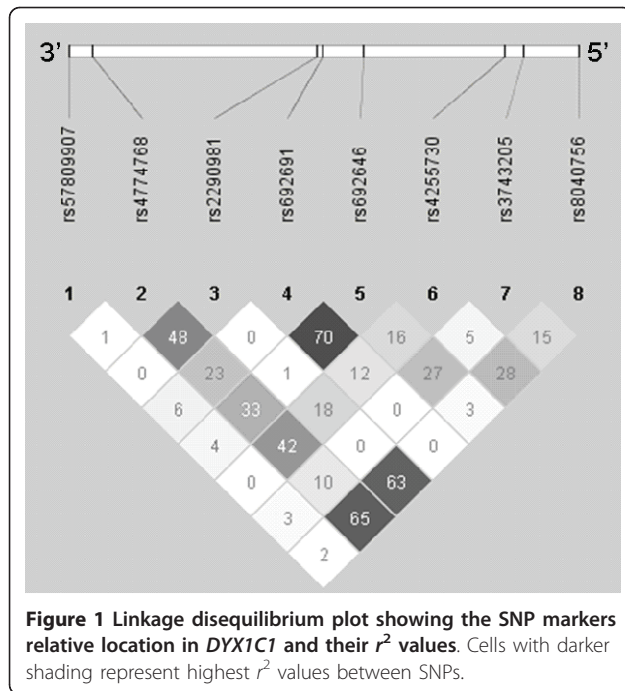 3' 5'
rs57809907 rs4774768 rs2290981 rs692691 rs692646 rs4255730 rs3743205 rs8040756
1 2 3 4 5 6 7 8
1 48 0 70 16 5 15
0 23 1 12 27 28
6 33 18 0 3
4 42 0 0
0 10 63
3 65
2
Figure 1 Linkage disequilibrium plot showing the SNP markers
relative location in DYX1C1 and their r² values. Cells with darker
shading represent highest r² values between SNPs.